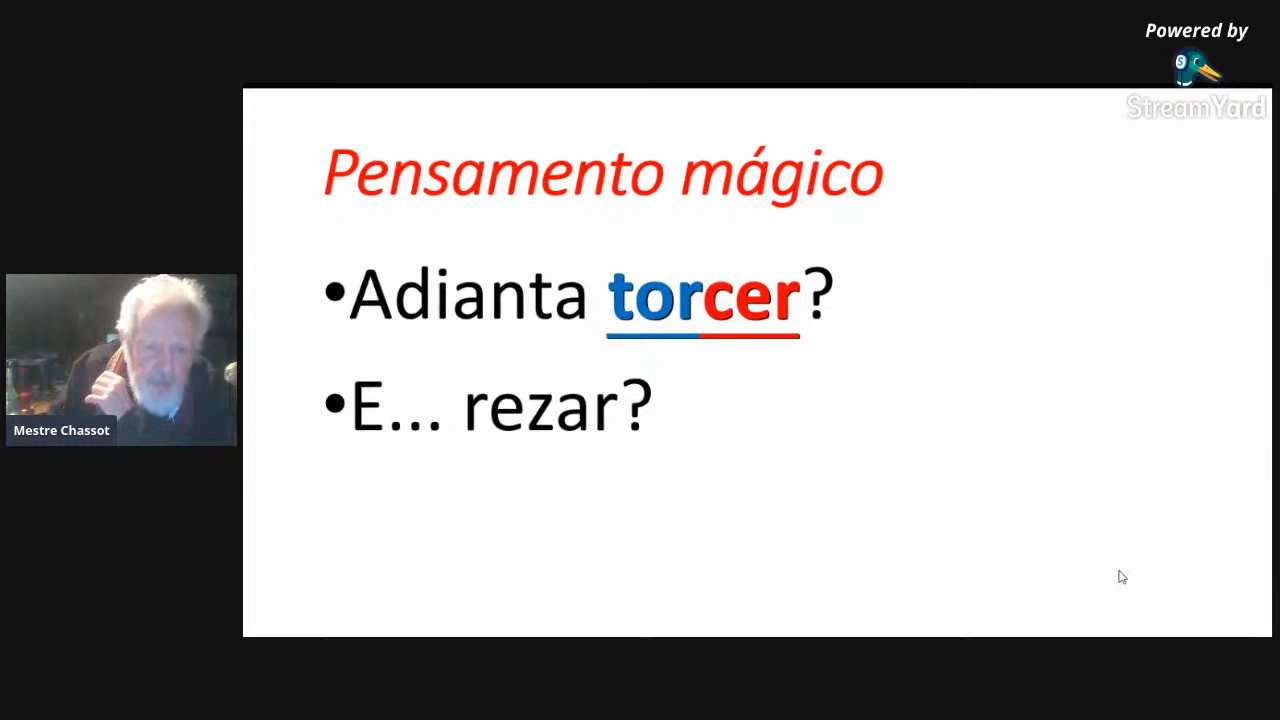 Powered by
StreamYard
Pensamento mágico
•Adianta torcer?
•E... rezar?
Mestre Chassot